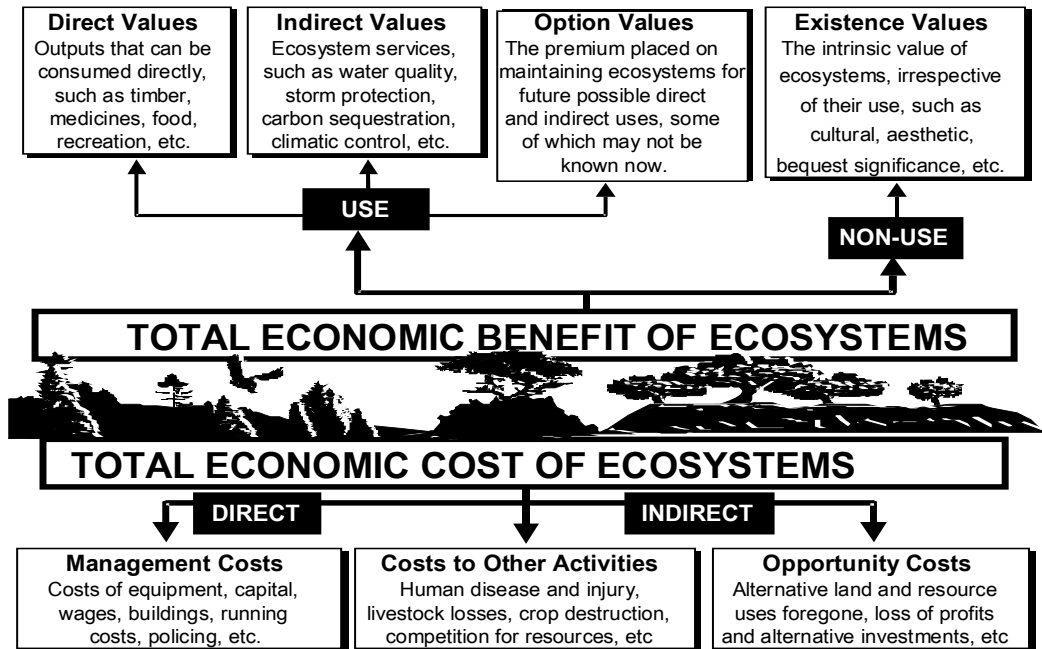 Direct Values
Outputs that can be
consumed directly,
such as timber,
medicines, food,
recreation, etc.
Indirect Values
Ecosystem services,
such as water quality,
storm protection,
carbon sequestration,
climatic control, etc.
Option Values
The premium placed on
maintaining ecosystems for
future possible direct
and indirect uses, some
of which may not be
known now.
Existence Values
The intrinsic value of
ecosystems, irrespective
of their use, such as
cultural, aesthetic,
bequest significance, etc.
USE
NON-USE
TOTAL ECONOMIC BENEFIT OF ECOSYSTEMS
TOTAL ECONOMIC COST OF ECOSYSTEMS
DIRECT
INDIRECT
Management Costs
Costs of equipment, capital,
wages, buildings, running
costs, policing, etc.
Costs to Other Activities
Human disease and injury,
livestock losses, crop destruction,
competition for resources, etc
Opportunity Costs
Alternative land and resource
uses foregone, loss of profits
and alternative investments, etc